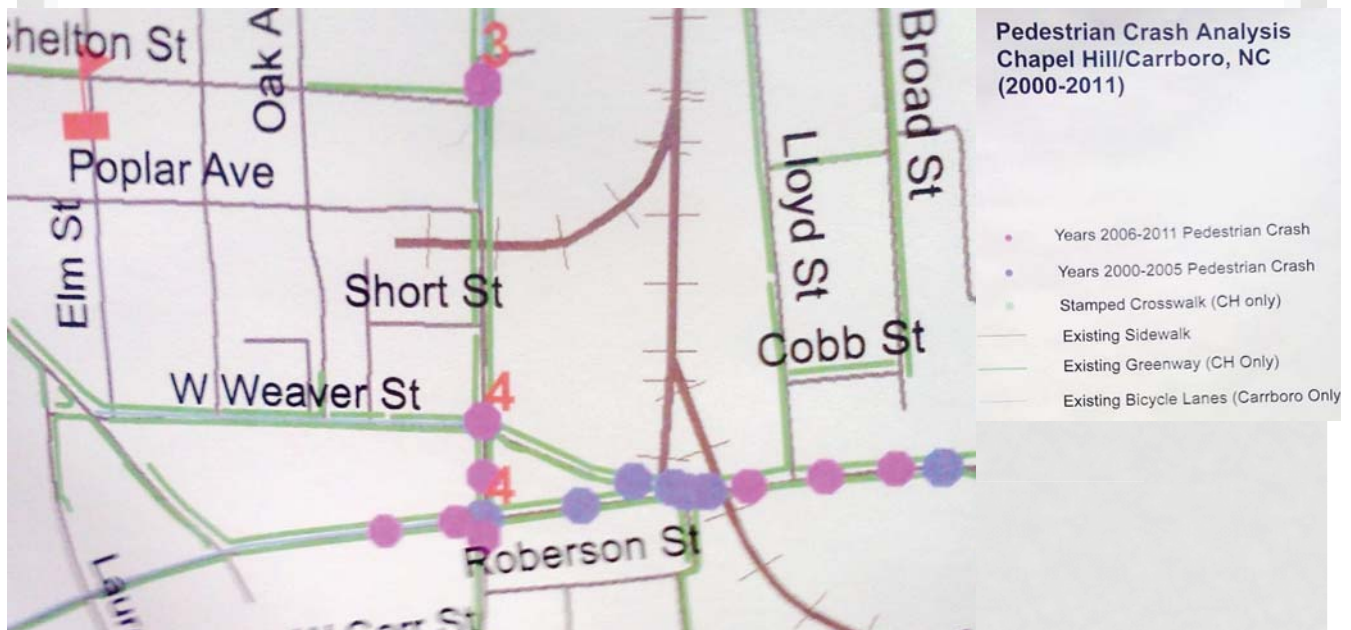 Shelton St
Oak A
3
Poplar Ave
Elm St
Short St
W Weaver St
4
4
Roberson St
Laur
Lloyd St
Broad St
Cobb St
Pedestrian Crash Analysis
Chapel Hill/Carrboro, NC
(2000-2011)
Years 2006-2011 Pedestrian Crash
Years 2000-2005 Pedestrian Crash
Stamped Crosswalk (CH only)
Existing Sidewalk
Existing Greenway (CH Only)
Existing Bicycle Lanes (Carrboro Only